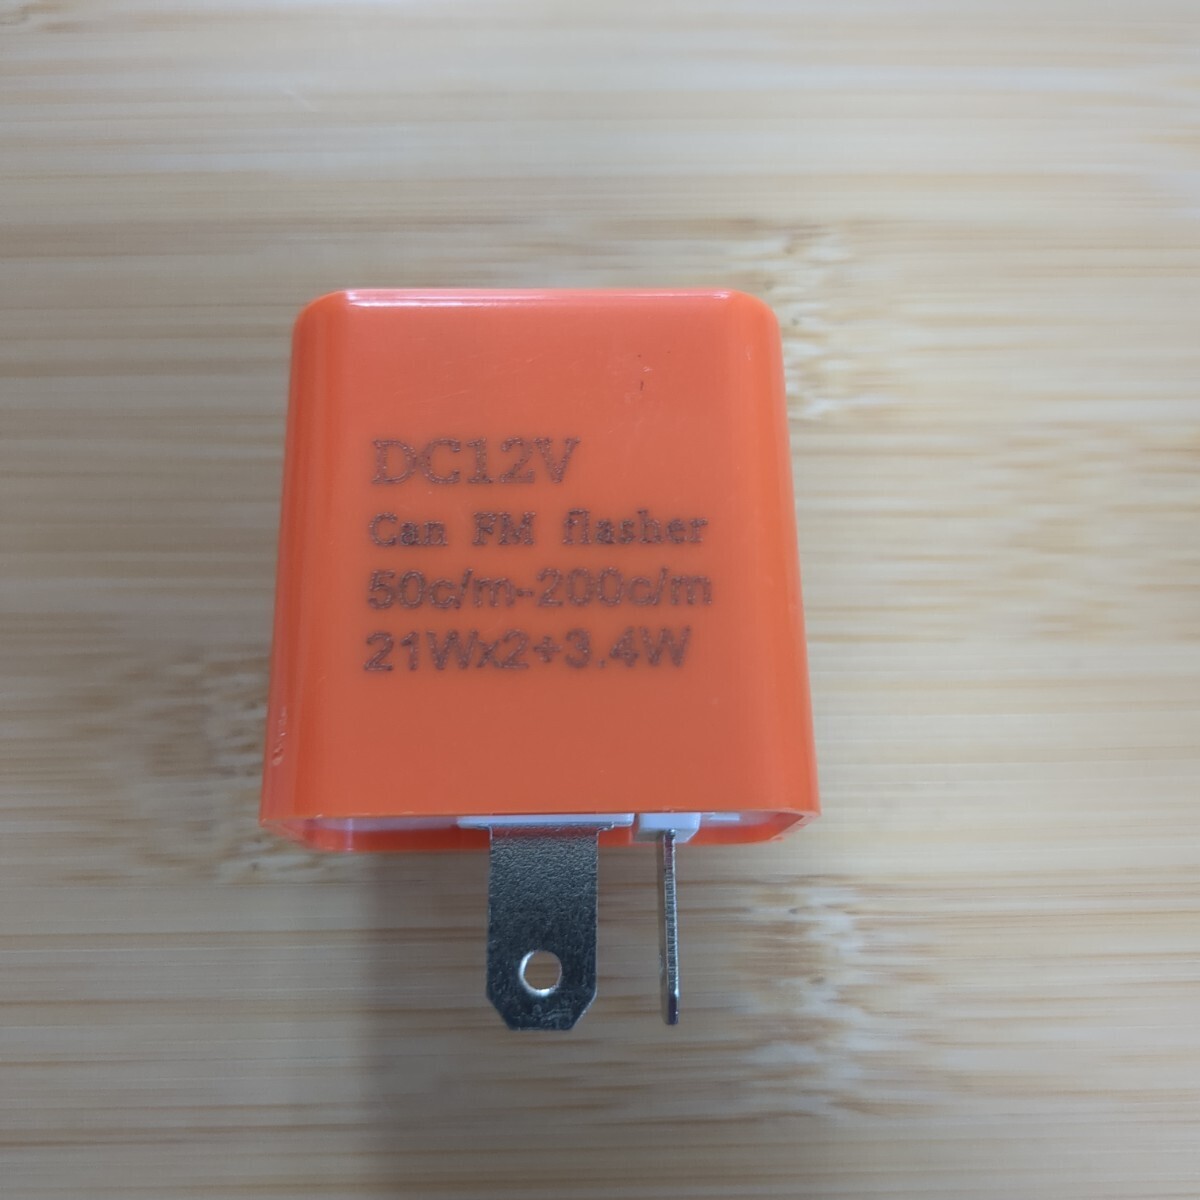 DC12V
Can FM flasher
50c/m-200c/m
21Wx2+3.4W